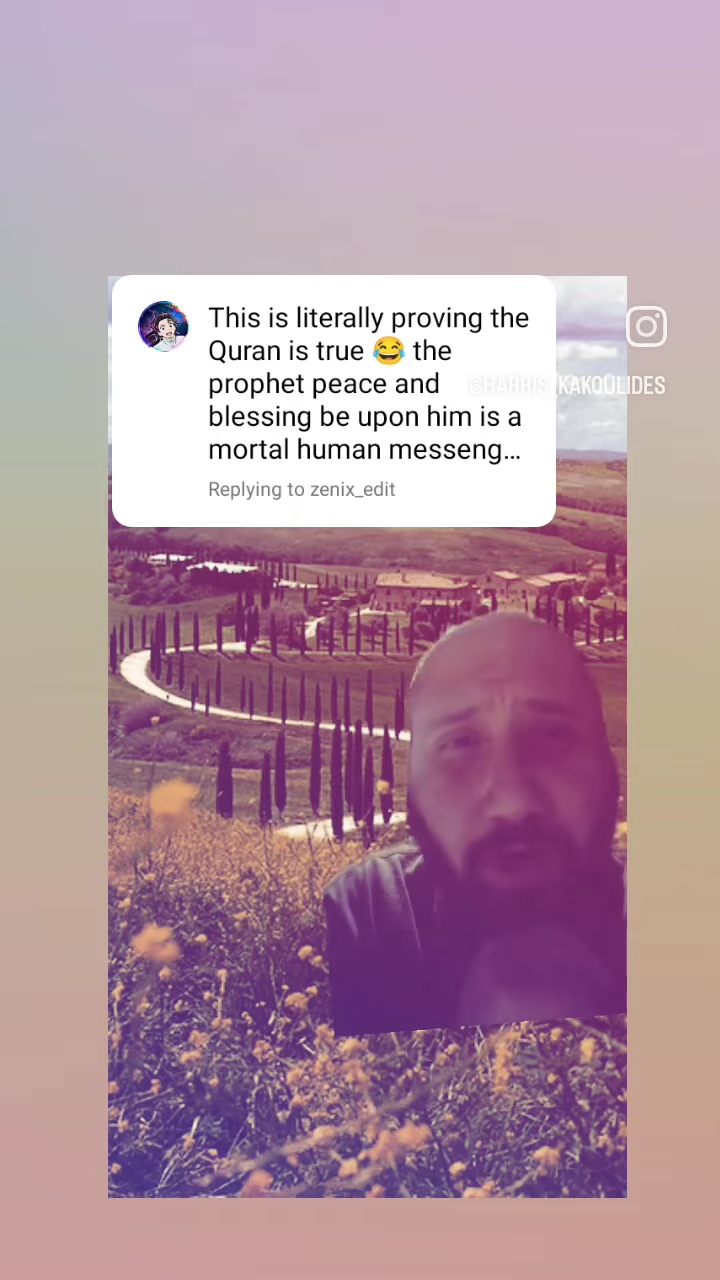 This is literally proving the
Quran is true 😂 the
prophet peace and
blessing be upon him is a
mortal human messeng...
Replying to zenix_edit
@HARRIS_KAKOULIDES